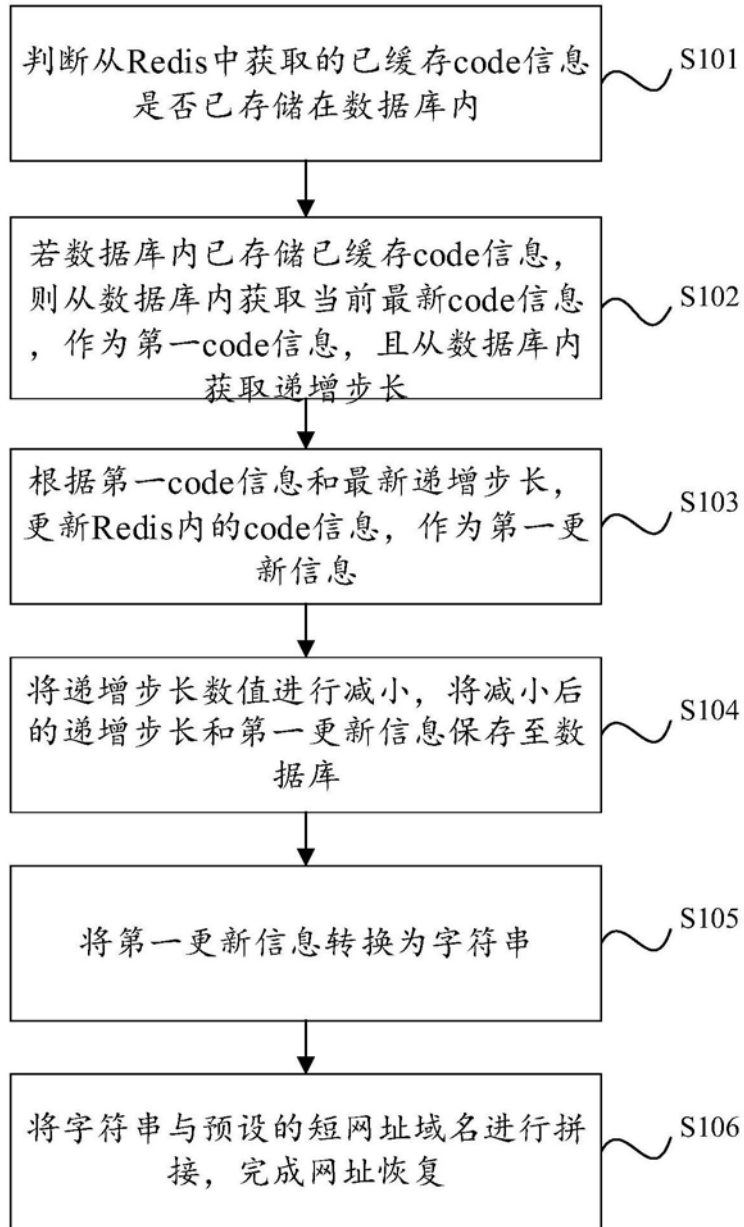 判断从Redis中获取的已缓存code信息
是否已存储在数据库内
S101
若数据库内已存储已缓存code信息,
则从数据库内获取当前最新code信息
,作为第一code信息,且从数据库内
获取递增步长
S102
根据第一code信息和最新递增步长,
更新Redis内的code信息,作为第一更
新信息
S103
将递增步长数值进行减小,将减小后
的递增步长和第一更新信息保存至数
据库
S104
将第一更新信息转换为字符串
S105
将字符串与预设的短网址域名进行拼
接,完成网址恢复
S106